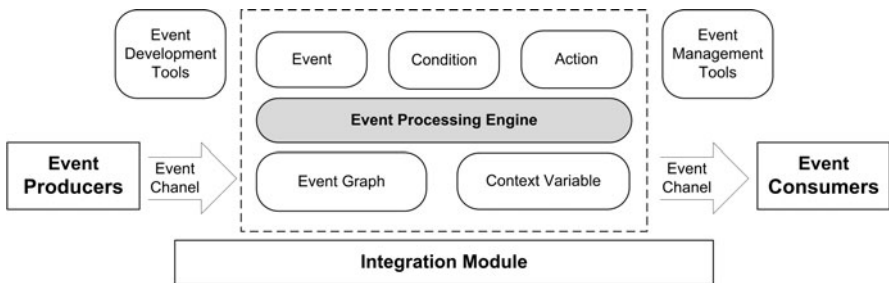 Event
Development
Tools
Event
Condition
Action
Event
Management
Tools
Event Processing Engine
Event
Producers
Event
Chanel
Event Graph
Context Variable
Event
Chanel
Event
Consumers
Integration Module